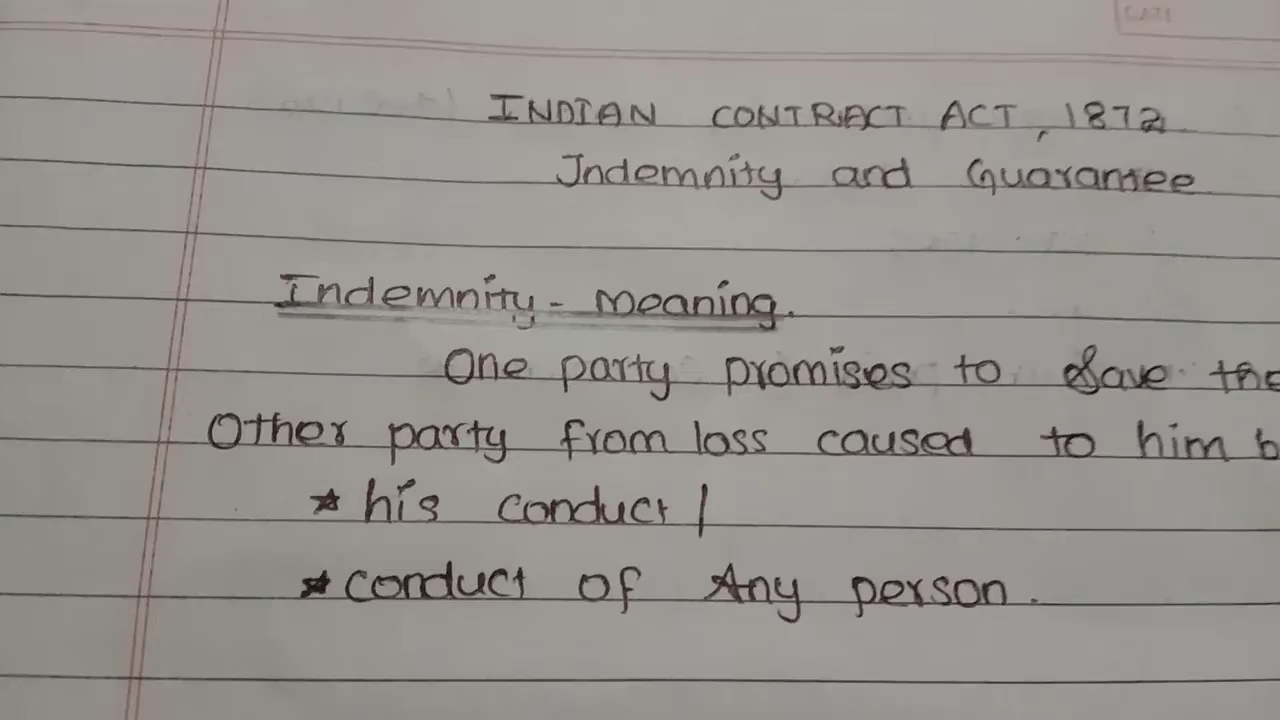 DATE
INDIAN CONTRACT ACT, 1872
Indemnity and Guarantee
Indemnity - meaning.
One party promises to Save the
Other party from loss caused to him b
* his conduct /
* conduct of Any person.